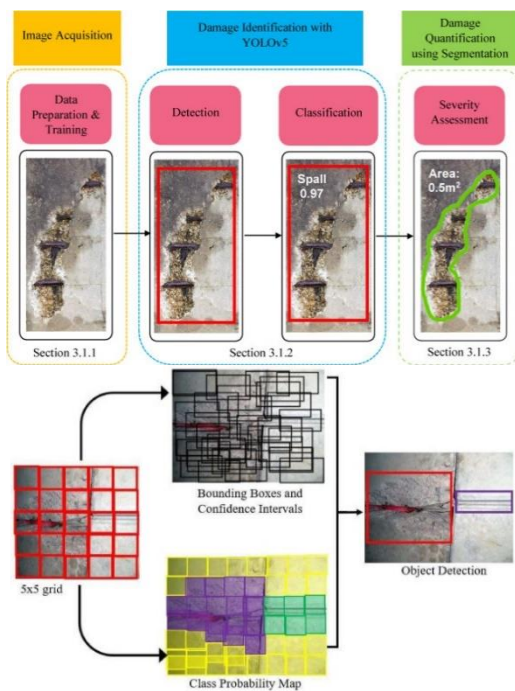 Image Acquisition
Damage Identification with
YOLOv5
Damage
Quantification
using Segmentation
Data
Preparation &
Training
Detection
Classification
Severity
Assessment
Spall
0.97
Area:
0.5m²
Section 3.1.1
Section 3.1.2
Section 3.1.3
Bounding Boxes and
Confidence Intervals
5x5 grid
Object Detection
Class Probability Map